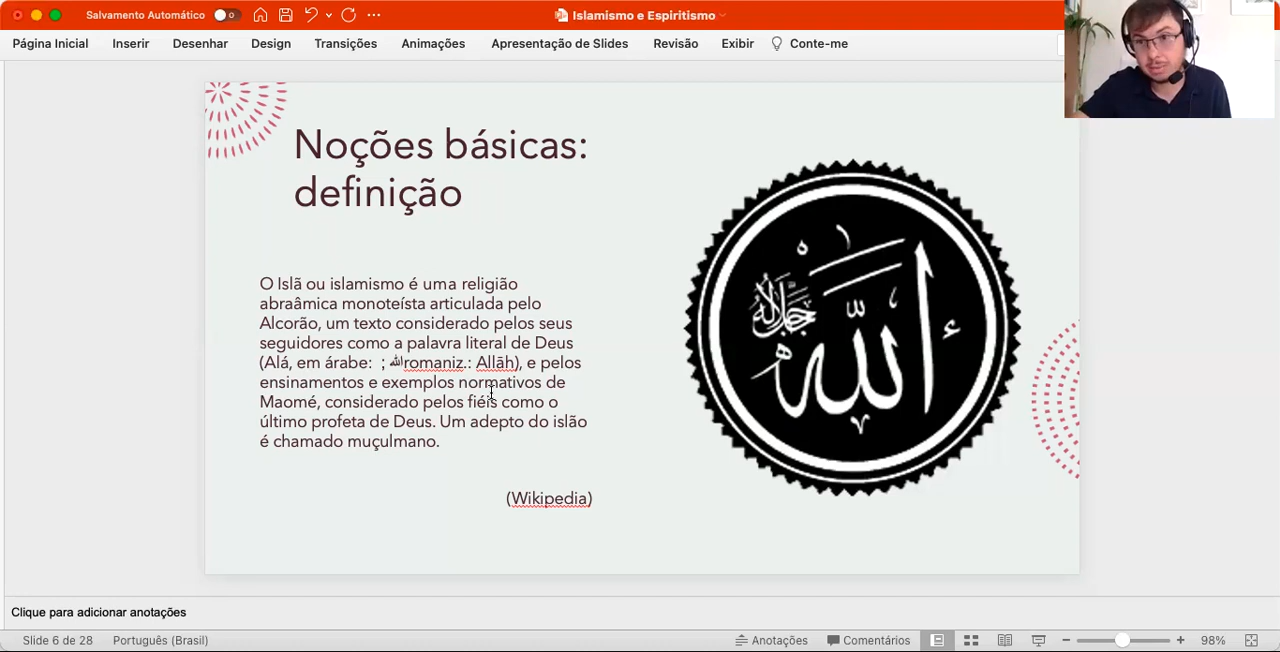 Salvamento Automático
Islamismo e Espiritismo
Página Inicial Inserir Desenhar Design Transições Animações Apresentação de Slides Revisão Exibir Conte-me
Noções básicas:
definição
O Islã ou islamismo é uma religião
abraâmica monoteísta articulada pelo
Alcorão, um texto considerado pelos seus
seguidores como a palavra literal de Deus
(Alá, em árabe: ; اللهromaniz.: Allāh), e pelos
ensinamentos e exemplos normativos de
Maomé, considerado pelos fiéis como o
último profeta de Deus. Um adepto do islão
é chamado muçulmano.
(Wikipedia)
الله
جل جلاله
Clique para adicionar anotações
Slide 6 de 28 Português (Brasil) Anotações Comentários 98%